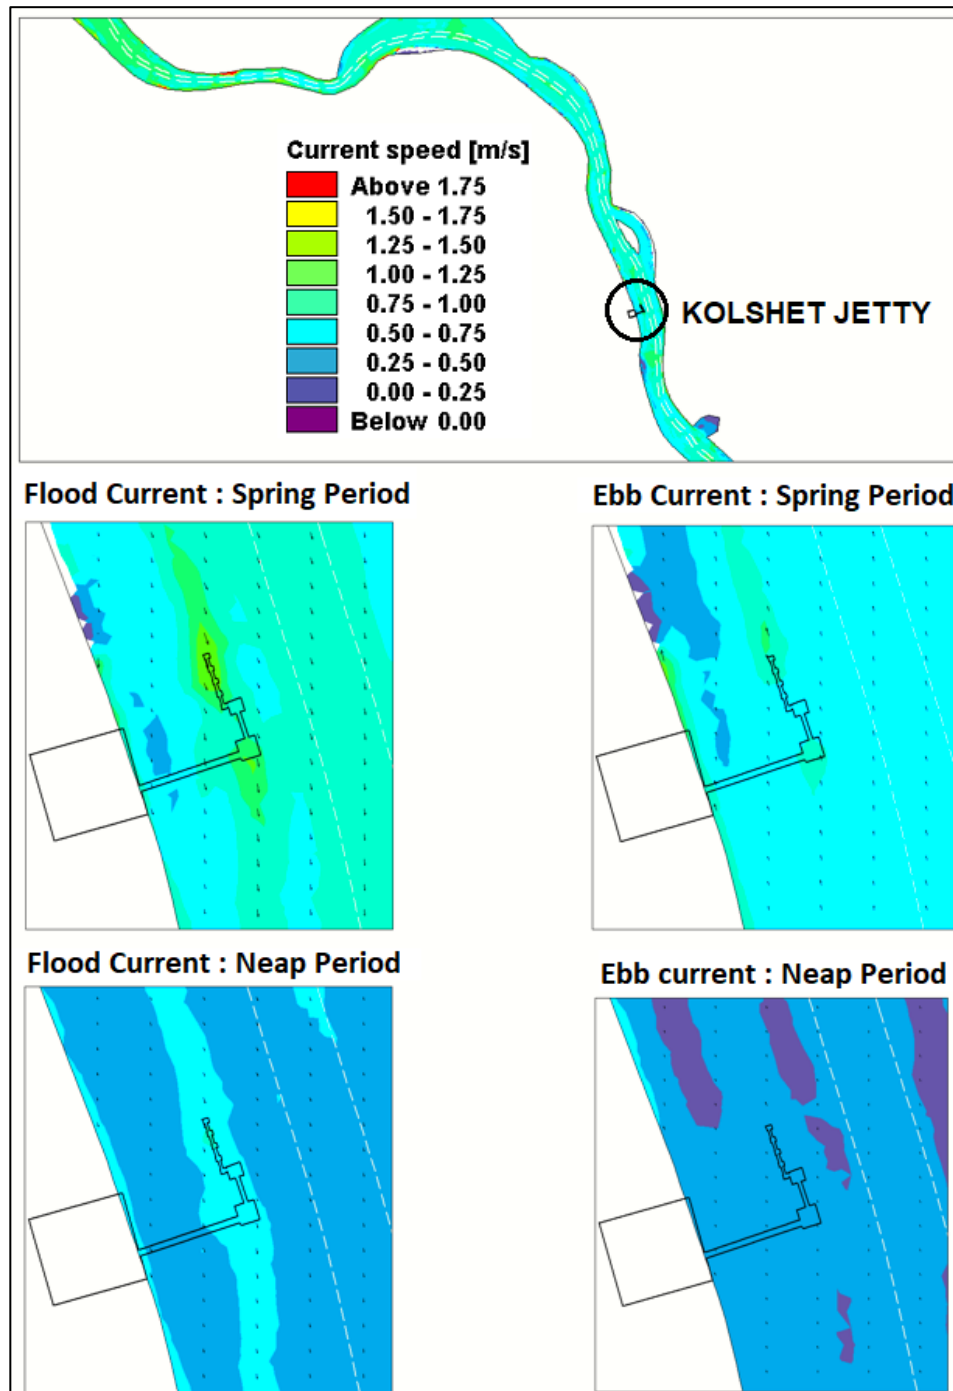 Current speed [m/s]
Above 1.75
1.50 - 1.75
1.25 - 1.50
1.00 - 1.25
0.75 - 1.00
0.50 - 0.75
0.25 - 0.50
0.00 - 0.25
Below 0.00
KOLSHET JETTY
Flood Current : Spring Period
Ebb Current : Spring Period
Flood Current : Neap Period
Ebb current : Neap Period